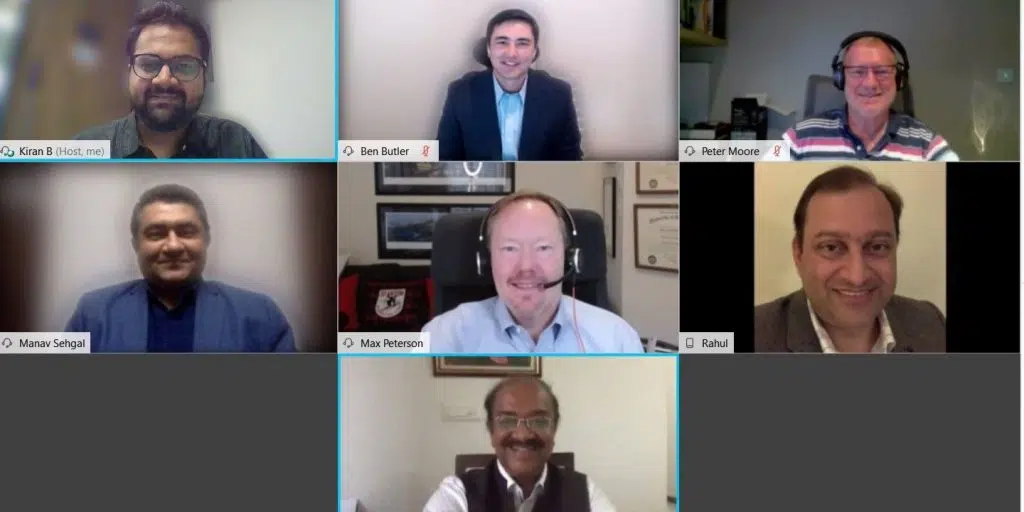 Kiran B (Host, me)
Ben Butler
Peter Moore
Manav Sehgal
Max Peterson
Rahul